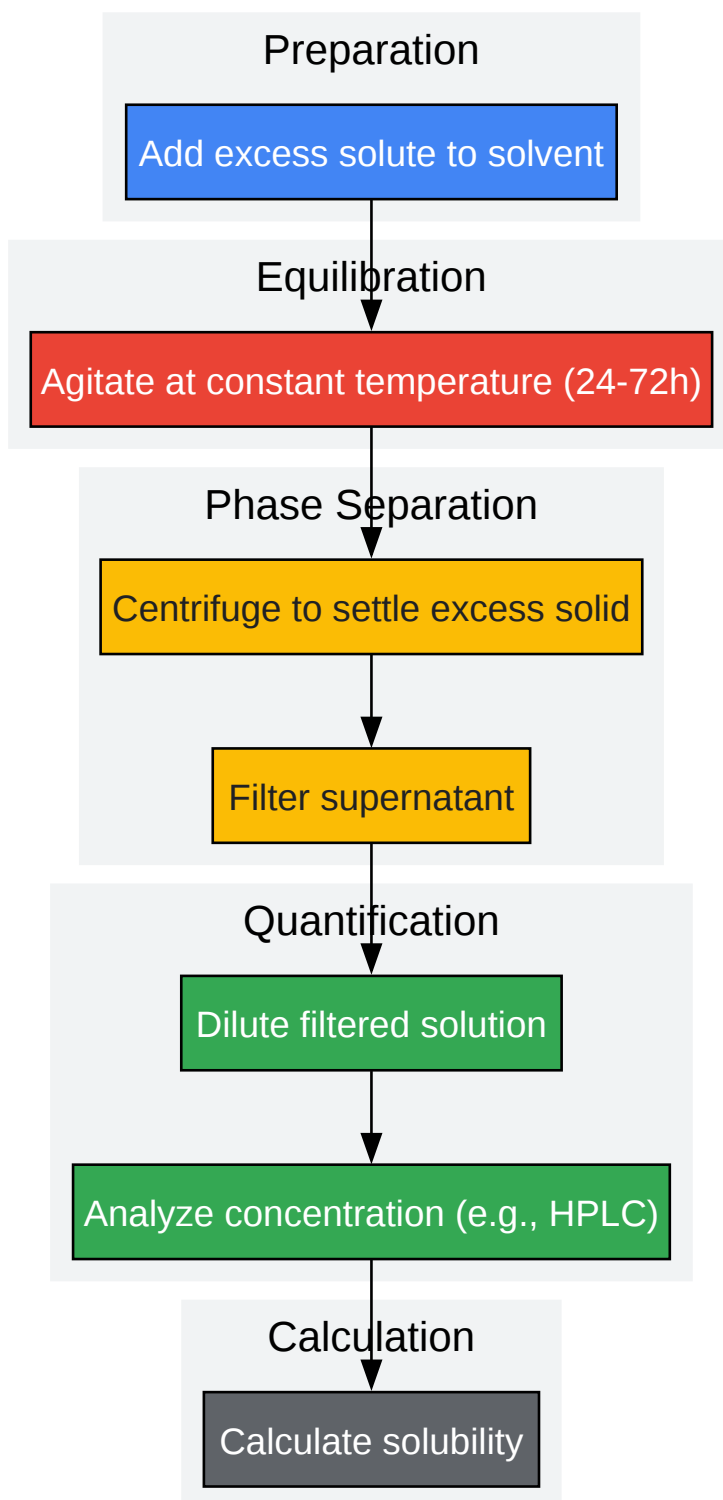 Preparation
Add excess solute to solvent
Equilibration
Agitate at constant temperature (24-72h)
Phase Separation
Centrifuge to settle excess solid
Filter supernatant
Quantification
Dilute filtered solution
Analyze concentration (e.g., HPLC)
Calculation
Calculate solubility